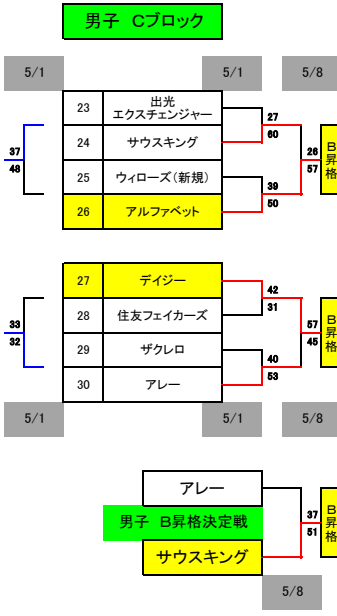 男子 Cブロック
5/1 5/1 5/8
23 出光
エクスチェンジャー
27
24 サウスキング 60
37 26 B昇格
48 57
25 ウィローズ(新規) 39
26 アルファベット 50
27 デイジー 42
28 住友フェイカーズ 31
33 57 B昇格
32 45
29 ザクレロ 40
30 アレー 53
5/1 5/1 5/8
アレー
男子 B昇格決定戦 37 B昇格
51
サウスキング
5/8